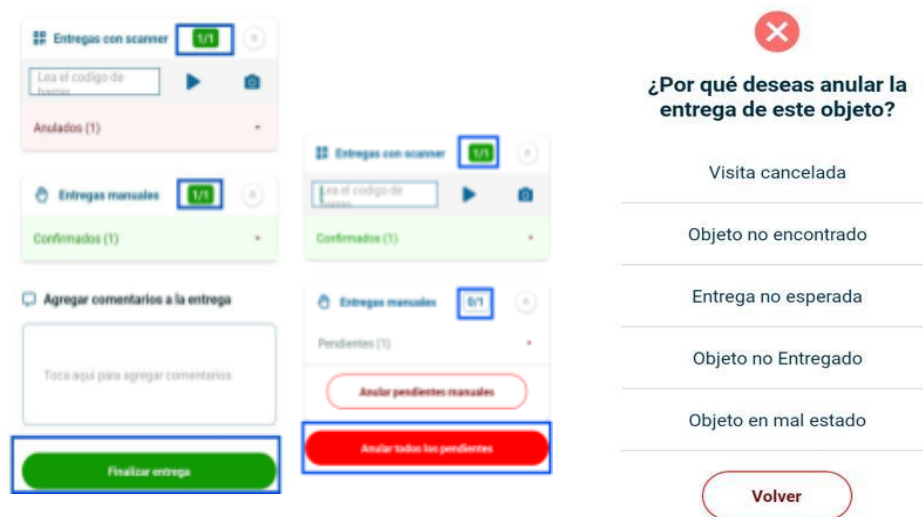 Entregas con scanner 1/1
Lea el codigo de
barras
Anulados (1)
Entregas manuales 1/1
Confirmados (1)
Agregar comentarios a la entrega
Toca aqui para agregar comentarios
Finalizar entrega
Entregas con scanner 1/1
Lea el codigo de
barras
Confirmados (1)
Entregas manuales 0/1
Pendientes (1)
Anular pendientes manuales
Anular todos los pendientes
¿Por qué deseas anular la
entrega de este objeto?
Visita cancelada
Objeto no encontrado
Entrega no esperada
Objeto no Entregado
Objeto en mal estado
Volver